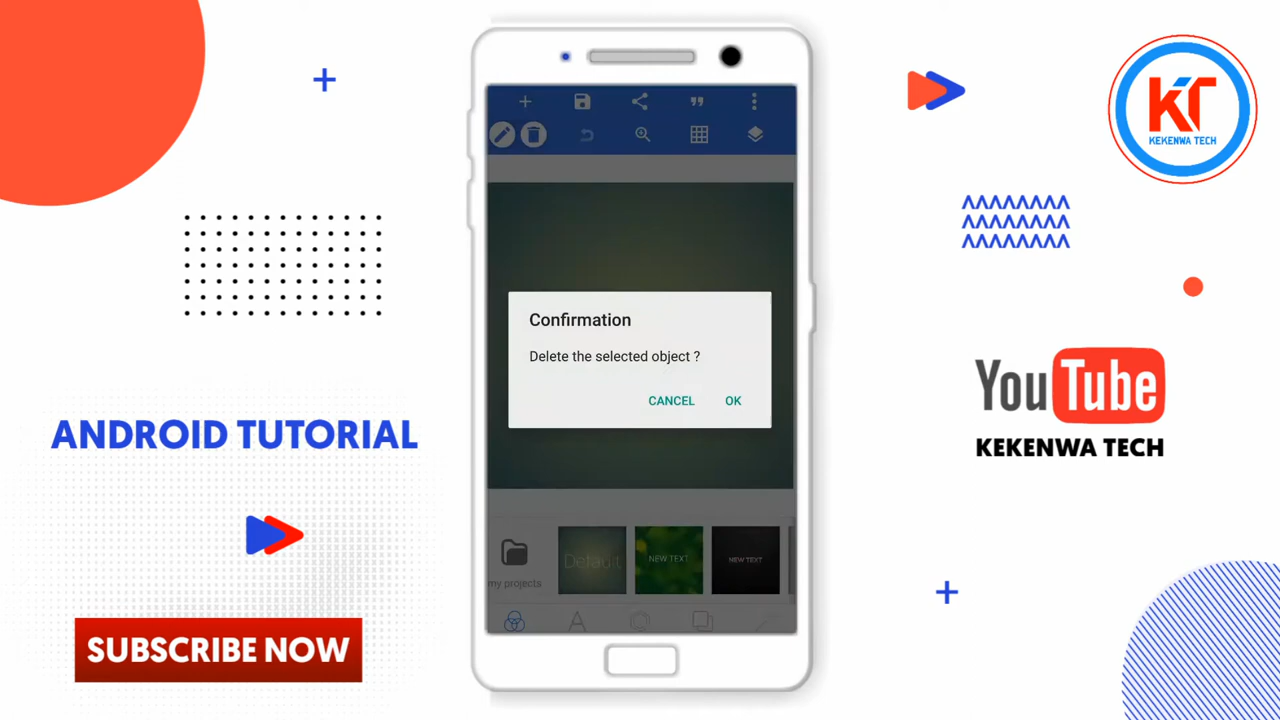 KT
KEKENWA TECH
Confirmation
Delete the selected object ?
CANCEL OK
my projects
Default
NEW TEXT
NEW TEXT
A
ANDROID TUTORIAL
SUBSCRIBE NOW
YouTube
KEKENWA TECH